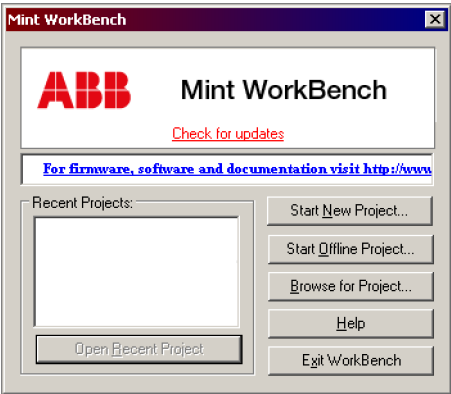 Mint WorkBench
ABB Mint WorkBench
Check for updates
For firmware, software and documentation visit http://www
Recent Projects:
Start New Project...
Start Offline Project...
Browse for Project...
Help
Open Recent Project
Exit WorkBench